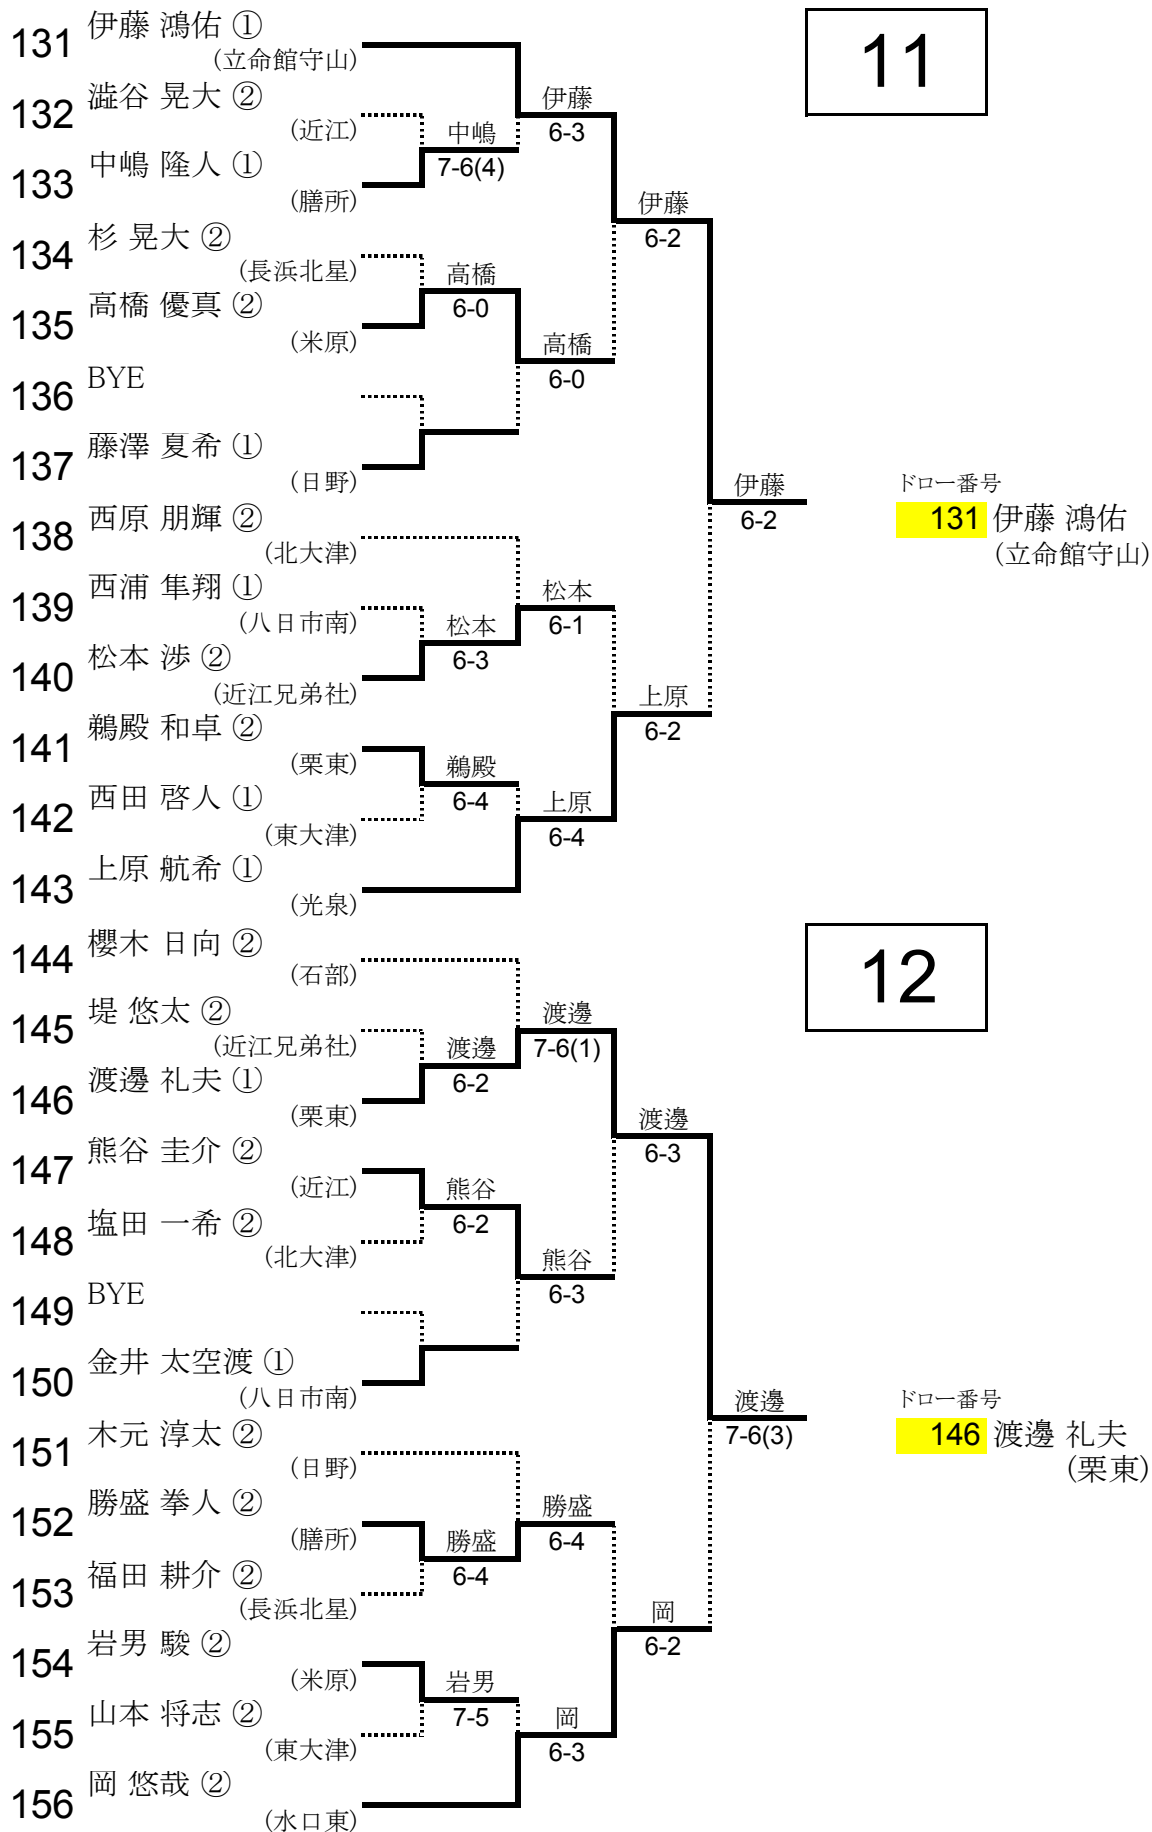 11
131 伊藤 鴻佑 ①
(立命館守山)
132 澁谷 晃大 ②
(近江)
133 中嶋 隆人 ①
(膳所)
134 杉 晃大 ②
(長浜北星)
135 高橋 優真 ②
(米原)
136 BYE
137 藤澤 夏希 ①
(日野)
138 西原 朋輝 ②
(北大津)
139 西浦 隼翔 ①
(八日市南)
140 松本 渉 ②
(近江兄弟社)
141 鵜殿 和卓 ②
(栗東)
142 西田 啓人 ①
(東大津)
143 上原 航希 ①
(光泉)
中嶋
7-6(4)
高橋
6-0
松本
6-3
鵜殿
6-4
伊藤
6-3
高橋
6-0
松本
6-1
上原
6-4
伊藤
6-2
上原
6-2
伊藤
6-2
ドロー番号
131 伊藤 鴻佑
(立命館守山)
12
144 櫻木 日向 ②
(石部)
145 堤 悠太 ②
(近江兄弟社)
146 渡邊 礼夫 ①
(栗東)
147 熊谷 圭介 ②
(近江)
148 塩田 一希 ②
(北大津)
149 BYE
150 金井 太空渡 ①
(八日市南)
151 木元 淳太 ②
(日野)
152 勝盛 拳人 ②
(膳所)
153 福田 耕介 ②
(長浜北星)
154 岩男 駿 ②
(米原)
155 山本 将志 ②
(東大津)
156 岡 悠哉 ②
(水口東)
渡邊
6-2
熊谷
6-2
勝盛
6-4
岩男
7-5
渡邊
7-6(1)
熊谷
6-3
勝盛
6-4
岡
6-3
渡邊
6-3
岡
6-2
渡邊
7-6(3)
ドロー番号
146 渡邊 礼夫
(栗東)